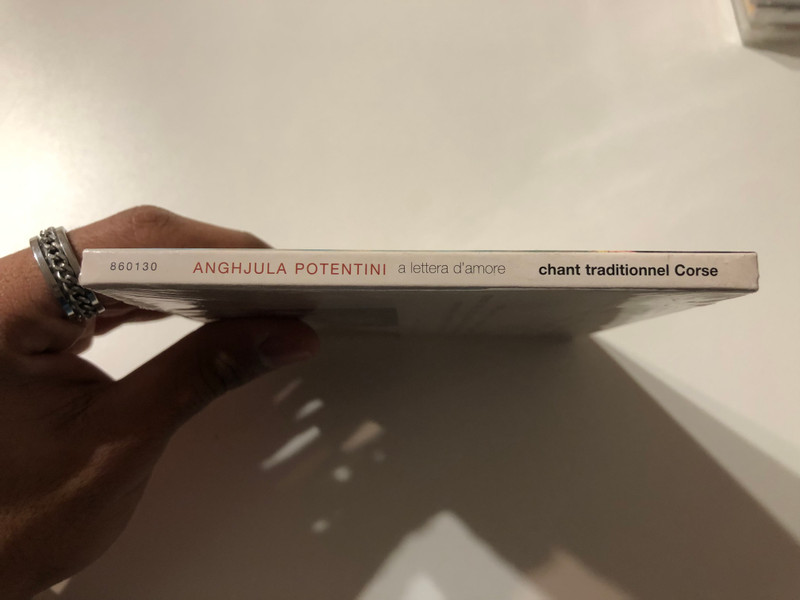 860130 ANGHJULA POTENTINI a lettera d'amore chant traditionnel Corse